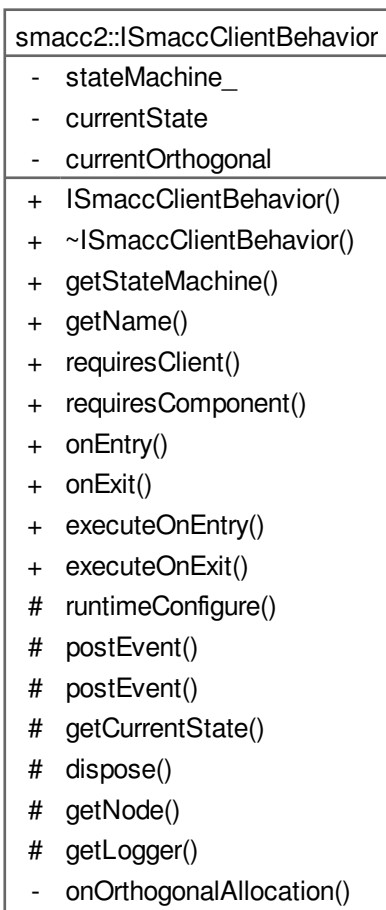 smacc2::ISmaccClientBehavior
- stateMachine_
- currentState
- currentOrthogonal
+ ISmaccClientBehavior()
+ ~ISmaccClientBehavior()
+ getStateMachine()
+ getName()
+ requiresClient()
+ requiresComponent()
+ onEntry()
+ onExit()
+ executeOnEntry()
+ executeOnExit()
# runtimeConfigure()
# postEvent()
# postEvent()
# getCurrentState()
# dispose()
# getNode()
# getLogger()
- onOrthogonalAllocation()